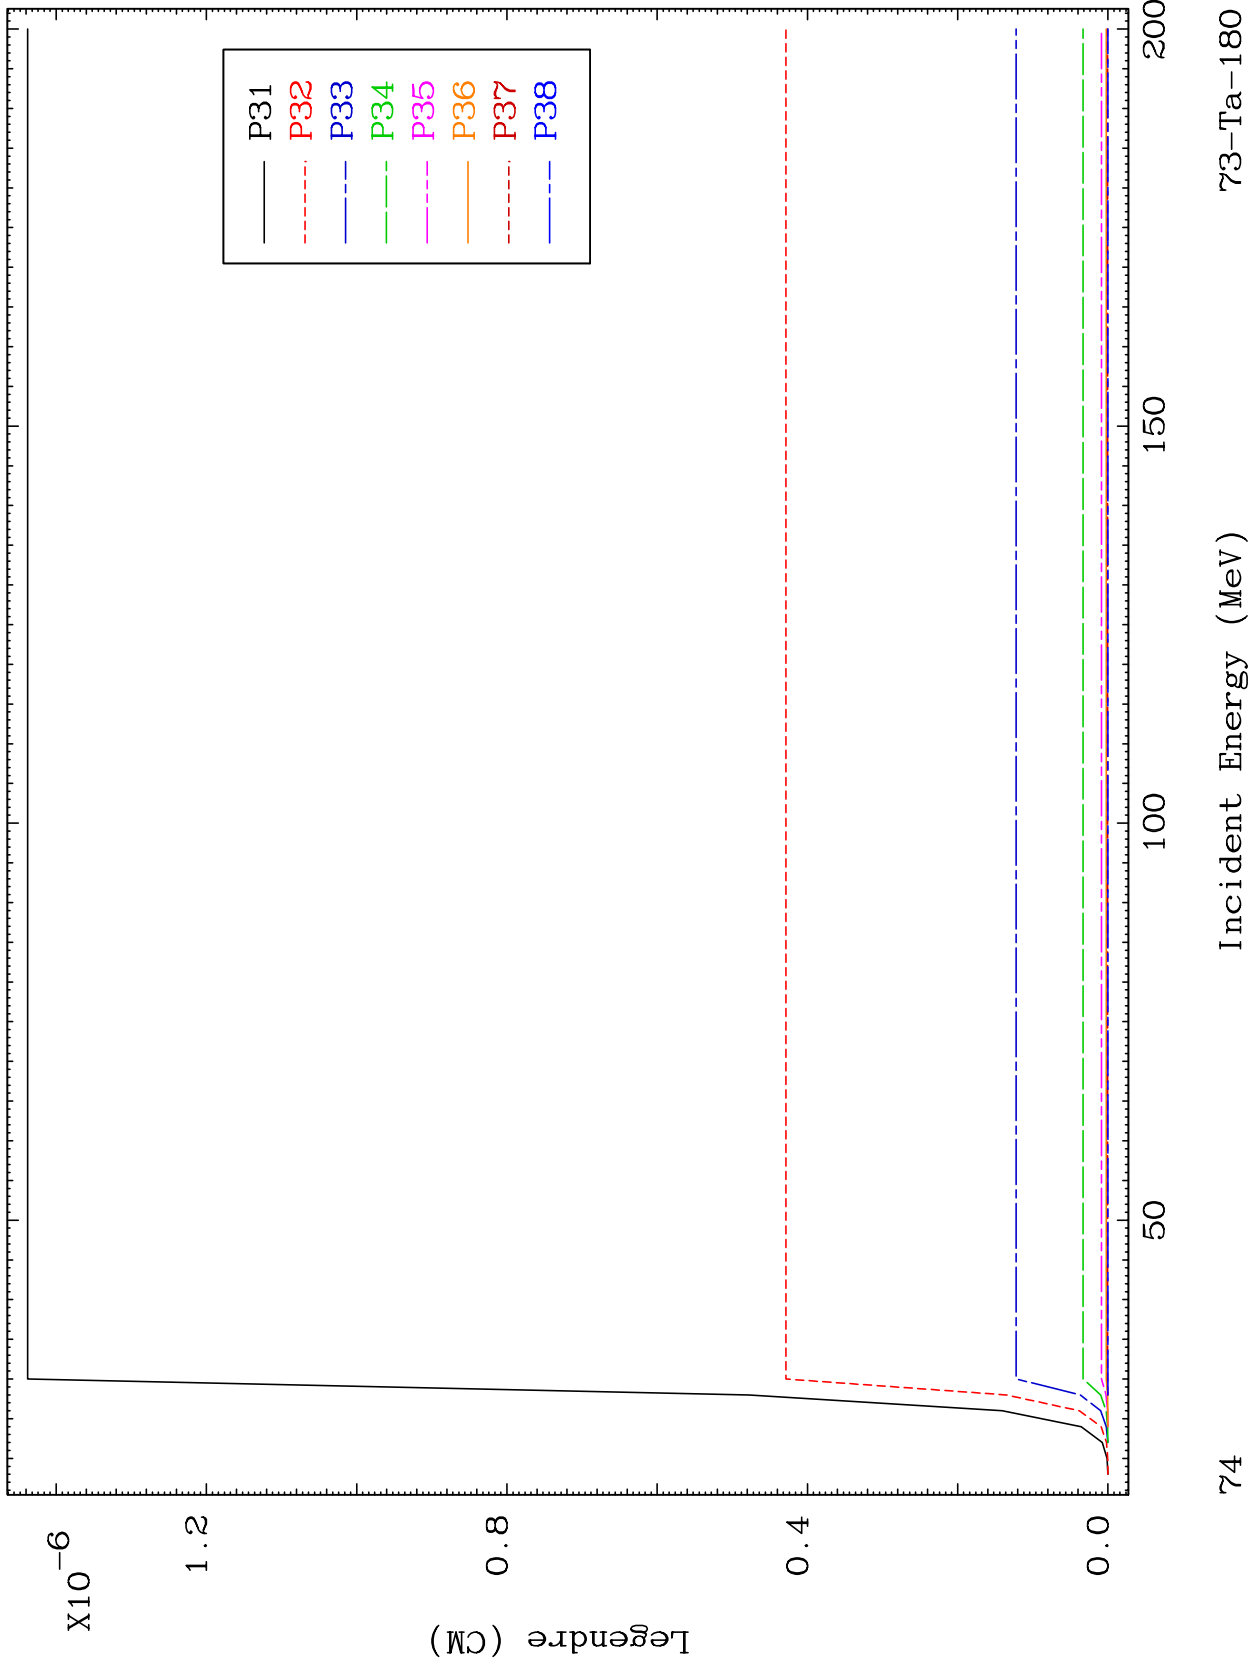 X10-6
1.2
0.8
0.4
0.0
Legendre (CM)
P31
P32
P33
P34
P35
P36
P37
P38
50
100
150
200
74
Incident Energy (MeV)
73-Ta-180